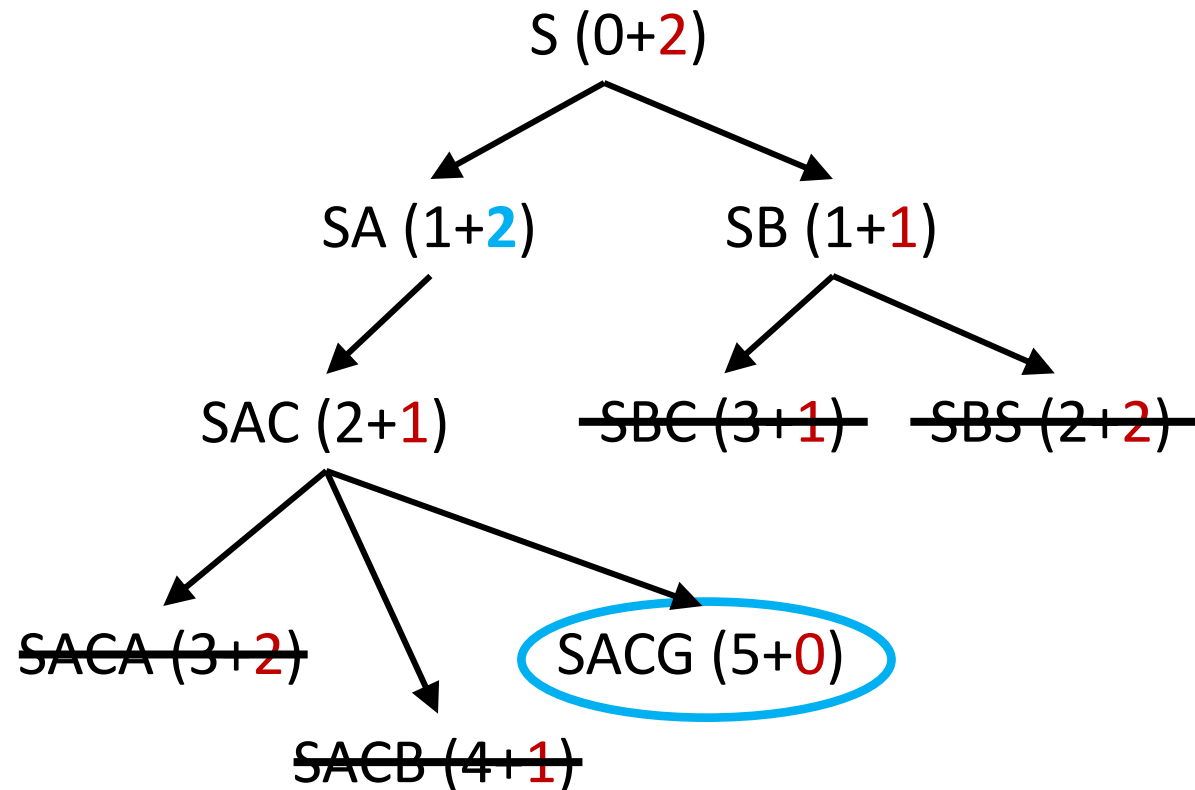 S (0+2)
SA (1+2)
SB (1+1)
SAC (2+1)
SBC (3+1)
SBS (2+2)
SACA (3+2)
SACG (5+0)
SACB (4+1)